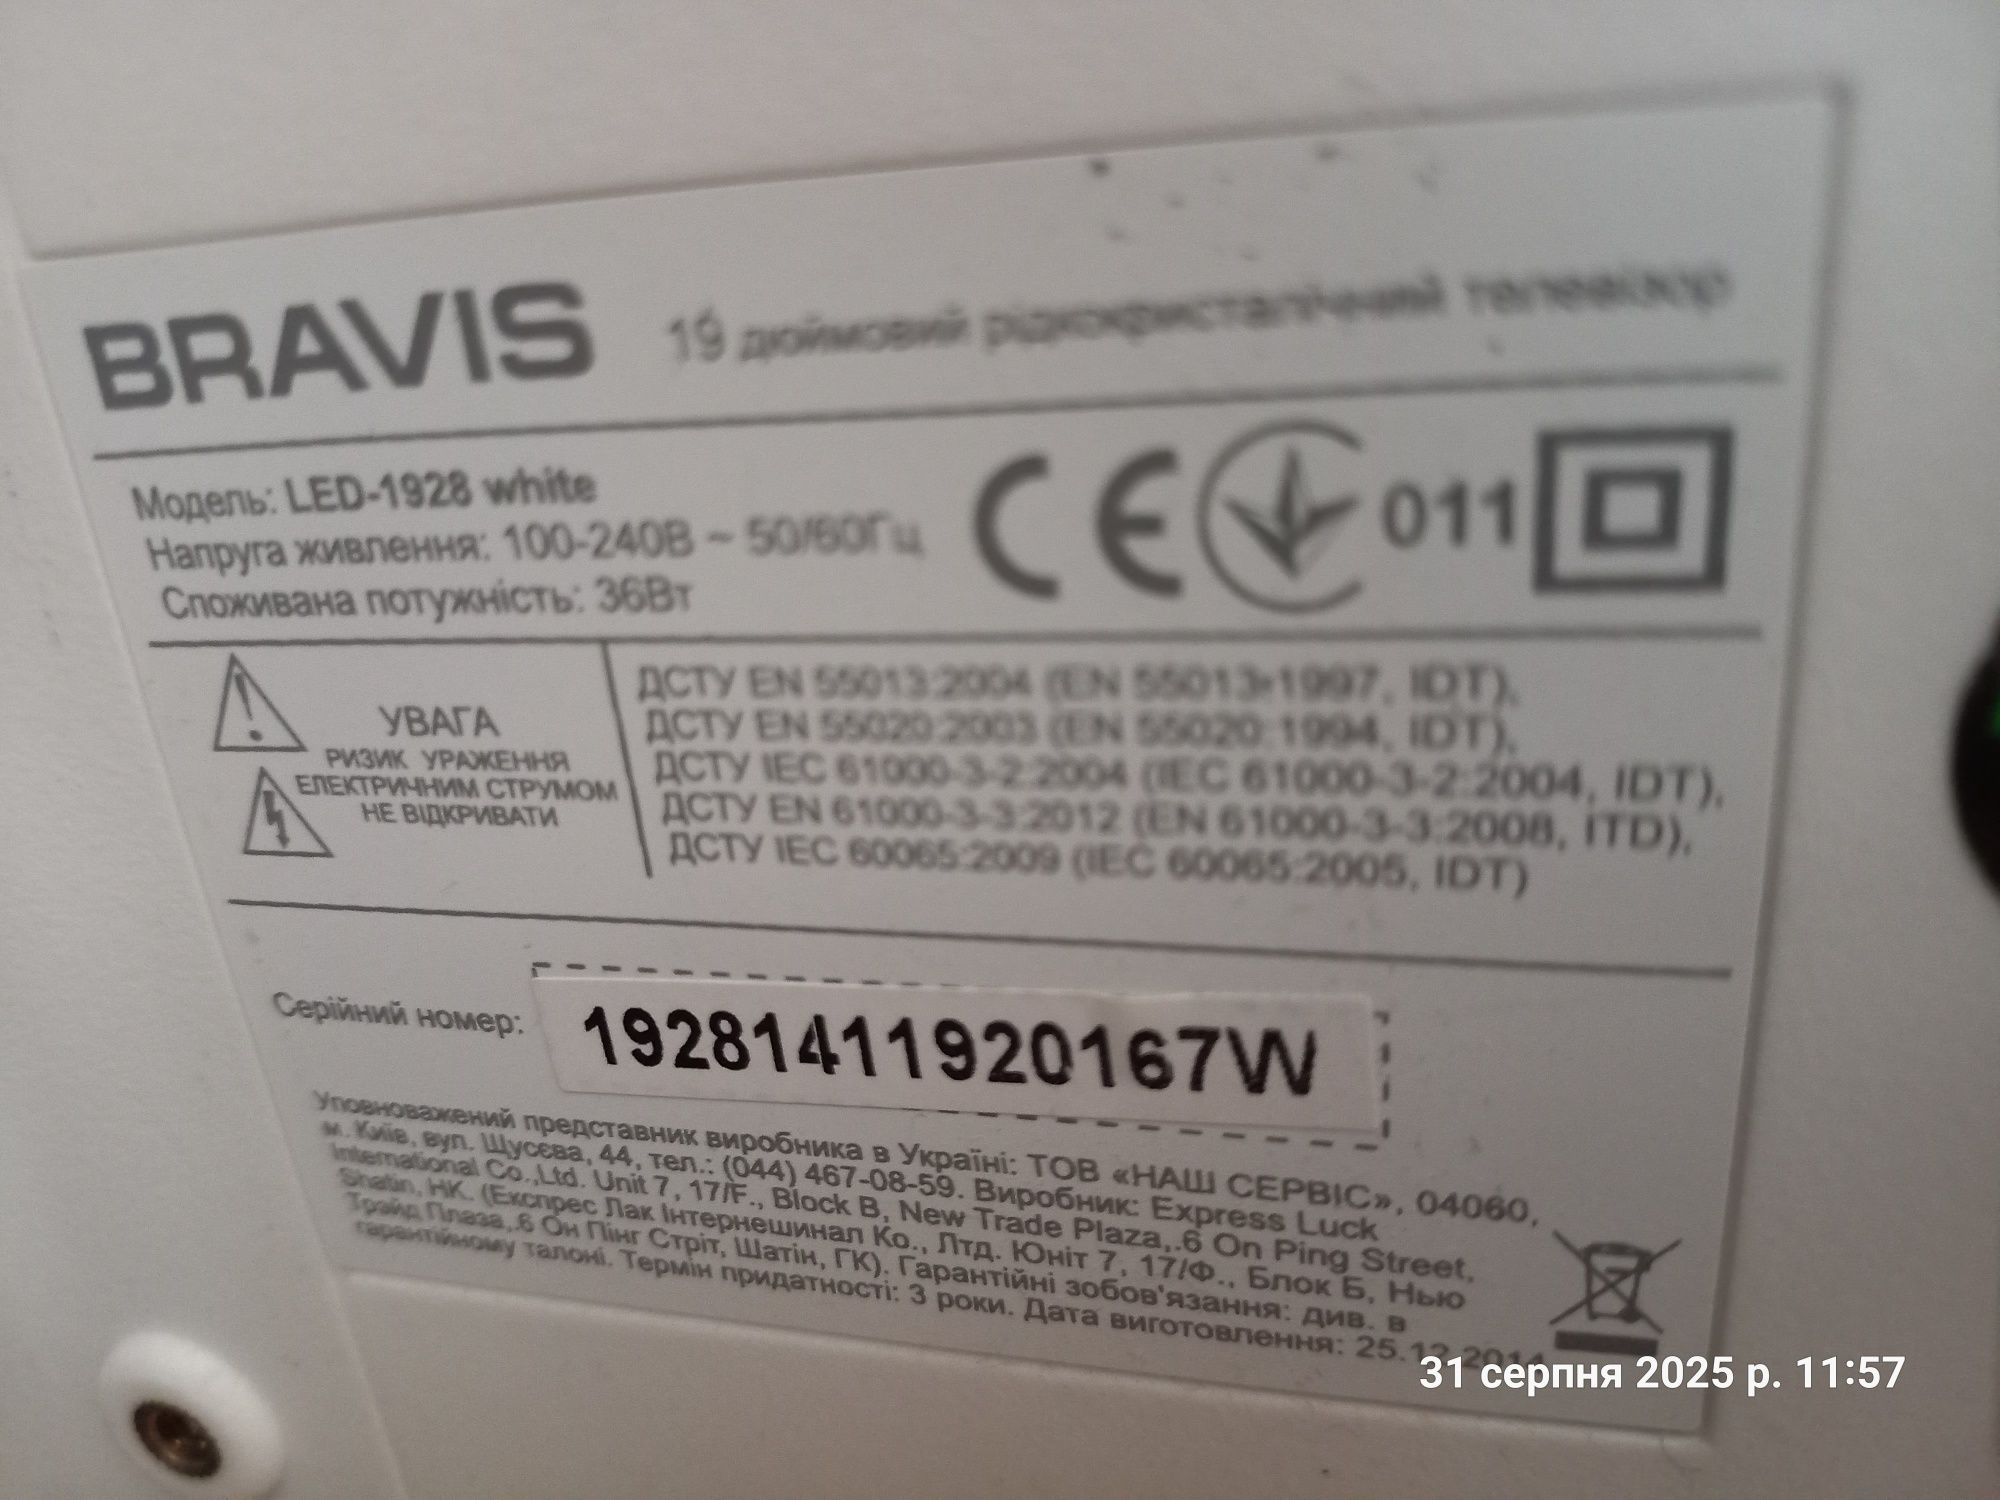 BRAVIS
19 дюймовий рідкокристалічний телевізор
Модель: LED-1928 white
Напруга живлення: 100-240В ~ 50/60Гц
Споживана потужність: 36Вт
CE 011
УВАГА
РИЗИК УРАЖЕННЯ
ЕЛЕКТРИЧНИМ СТРУМОМ
НЕ ВІДКРИВАТИ
ДСТУ EN 55013:2004 (EN 55013:1997, IDT),
ДСТУ EN 55020:2003 (EN 55020:1994, IDT),
ДСТУ IEC 61000-3-2:2004 (IEC 61000-3-2:2004, IDT),
ДСТУ EN 61000-3-3:2012 (EN 61000-3-3:2008, ITD),
ДСТУ IEC 60065:2009 (IEC 60065:2005, IDT)
Серійний номер: 19281411920167W
Уповноважений представник виробника в Україні: ТОВ «НАШ СЕРВІС», 04060,
м. Київ, вул. Щусєва, 44, тел.: (044) 467-08-59. Виробник: Express Luck
International Co.,Ltd. Unit 7, 17/F., Block B, New Trade Plaza,.6 On Ping Street,
Shatin, HK. (Експрес Лак Інтернешинал Ко., Лтд. Юніт 7, 17/Ф., Блок Б, Нью
Трэйд Плаза,.6 Он Пінг Стріт, Шатін, ГК). Гарантійні зобов'язання: див. в
гарантійному талоні. Термін придатності: 3 роки. Дата виготовлення: 25.12.2014
31 серпня 2025 р. 11:57